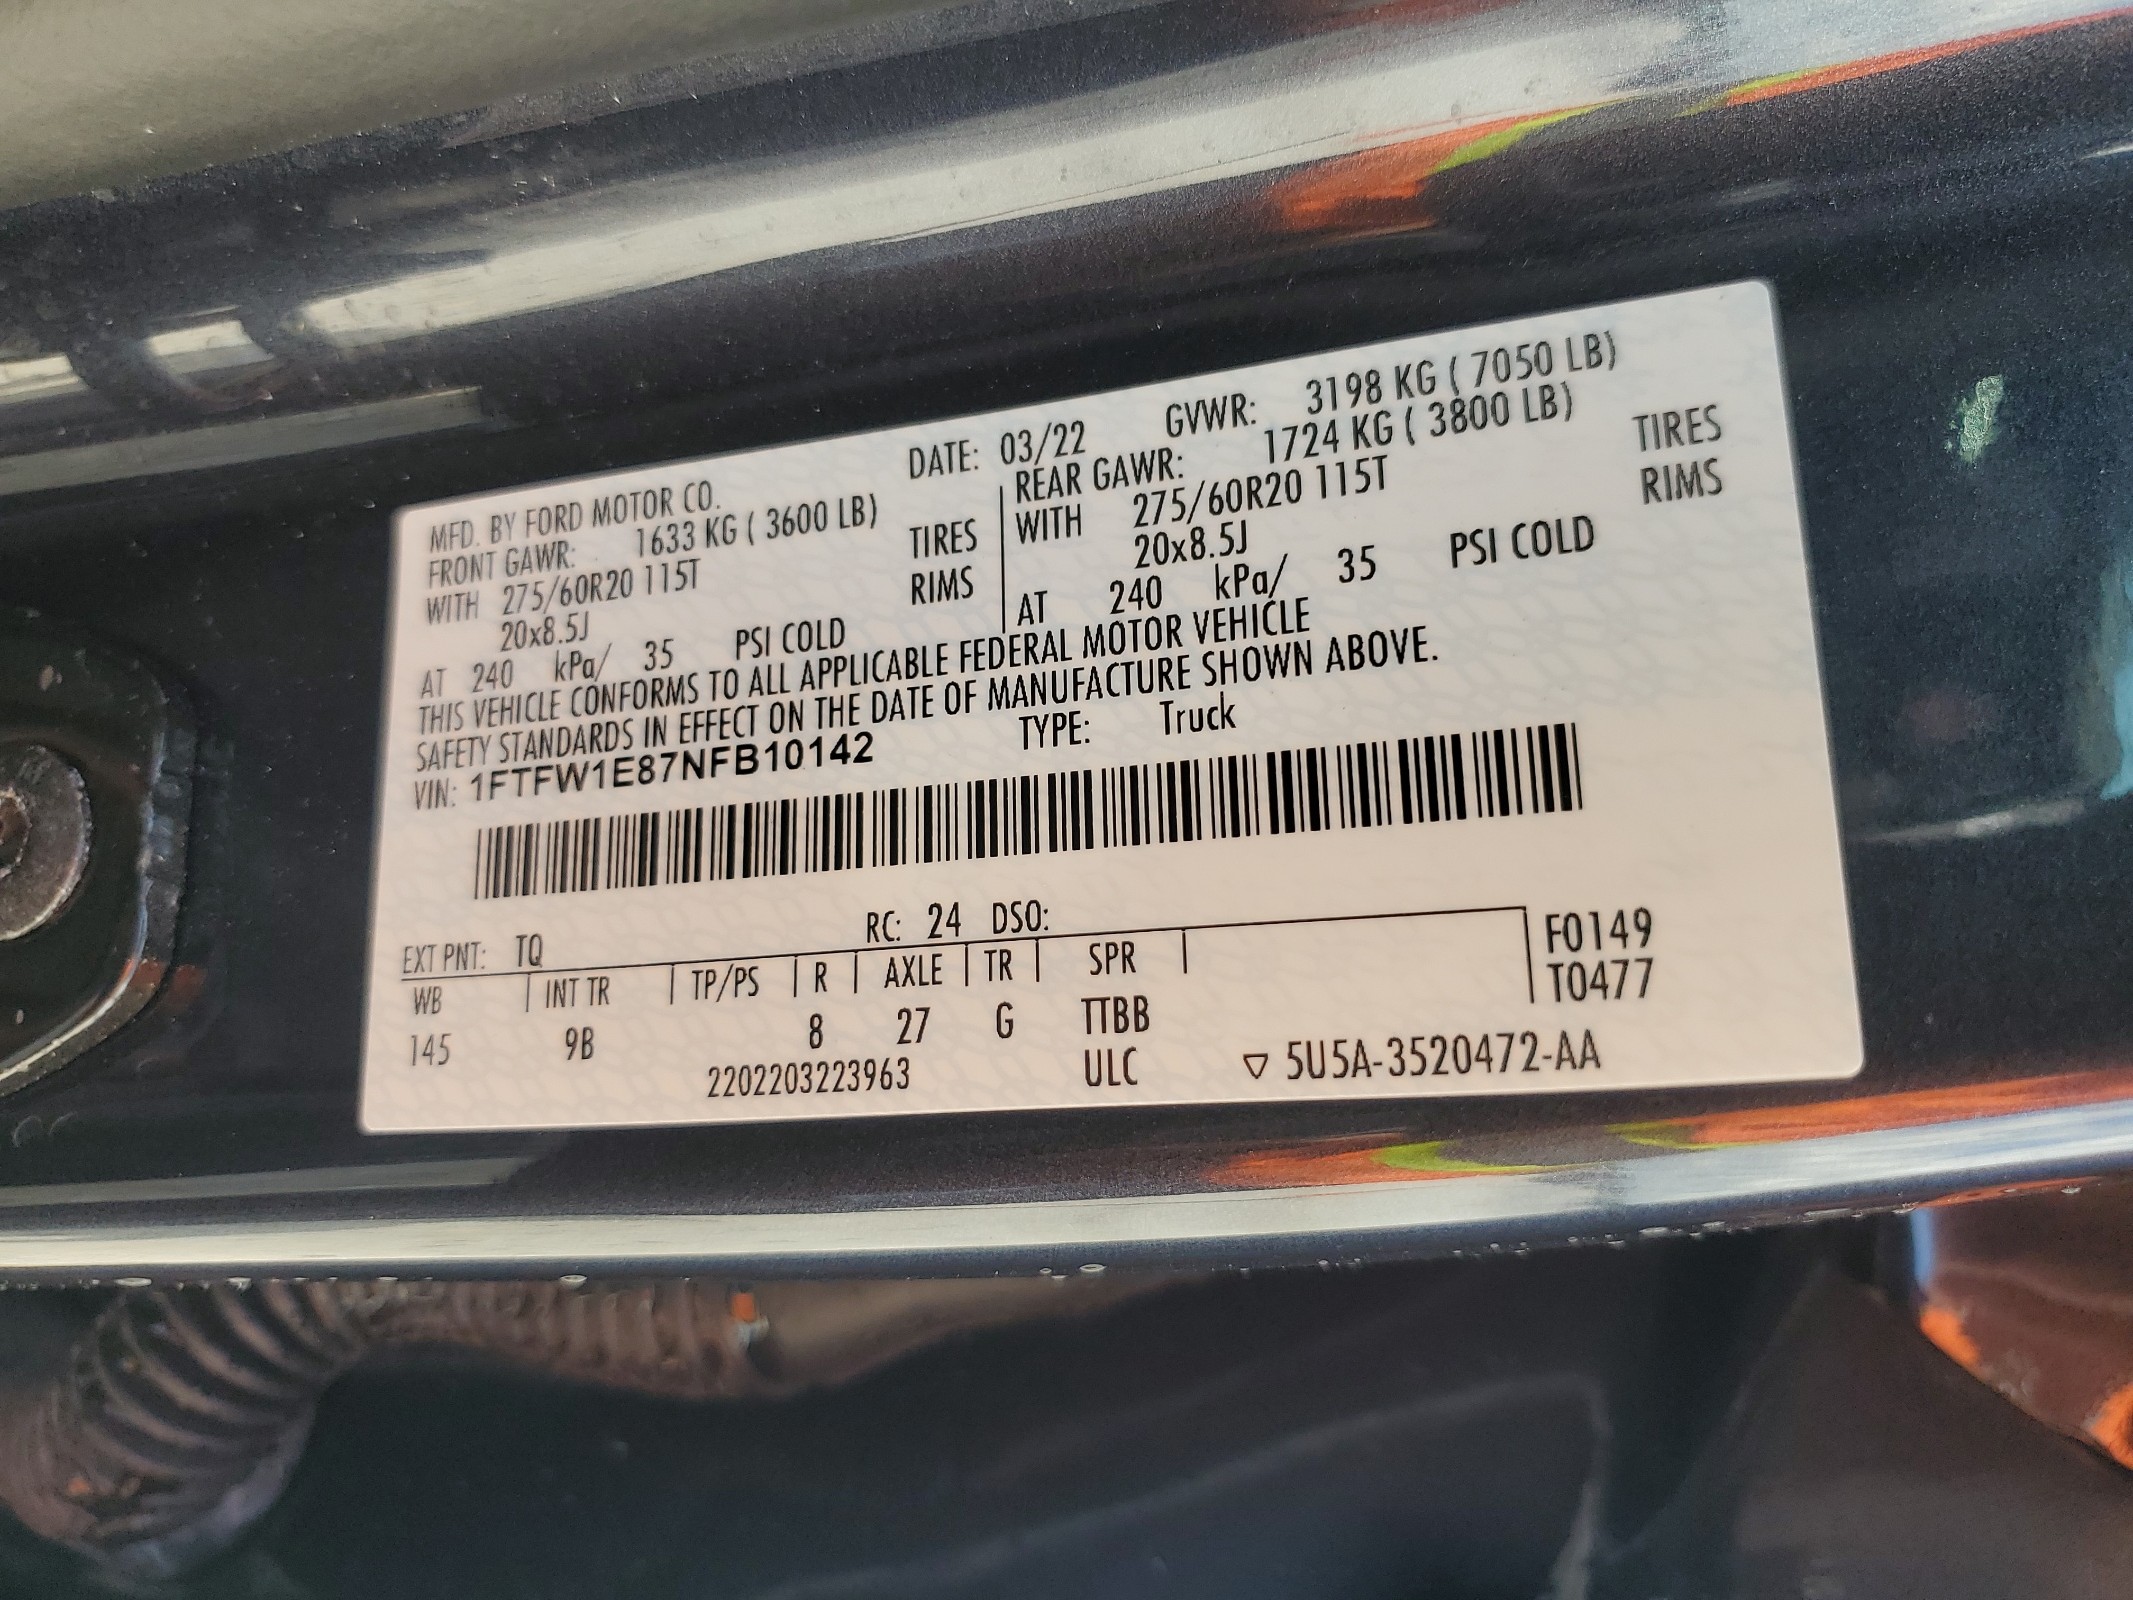 MFD. BY FORD MOTOR CO. DATE: 03/22 GVWR: 3198 KG ( 7050 LB)
FRONT GAWR: 1633 KG ( 3600 LB) REAR GAWR: 1724 KG ( 3800 LB)
WITH 275/60R20 115T TIRES WITH 275/60R20 115T TIRES
20x8.5J RIMS 20x8.5J RIMS
AT 240 kPa/ 35 PSI COLD AT 240 kPa/ 35 PSI COLD
THIS VEHICLE CONFORMS TO ALL APPLICABLE FEDERAL MOTOR VEHICLE
SAFETY STANDARDS IN EFFECT ON THE DATE OF MANUFACTURE SHOWN ABOVE.
VIN: 1FTFW1E87NFB10142 TYPE: Truck
EXT PNT: TQ RC: 24 DSO: F0149
WB INT TR TP/PS R AXLE TR SPR T0477
145 9B 8 27 G TTBB
2202203223963 ULC ▽ 5U5A-3520472-AA